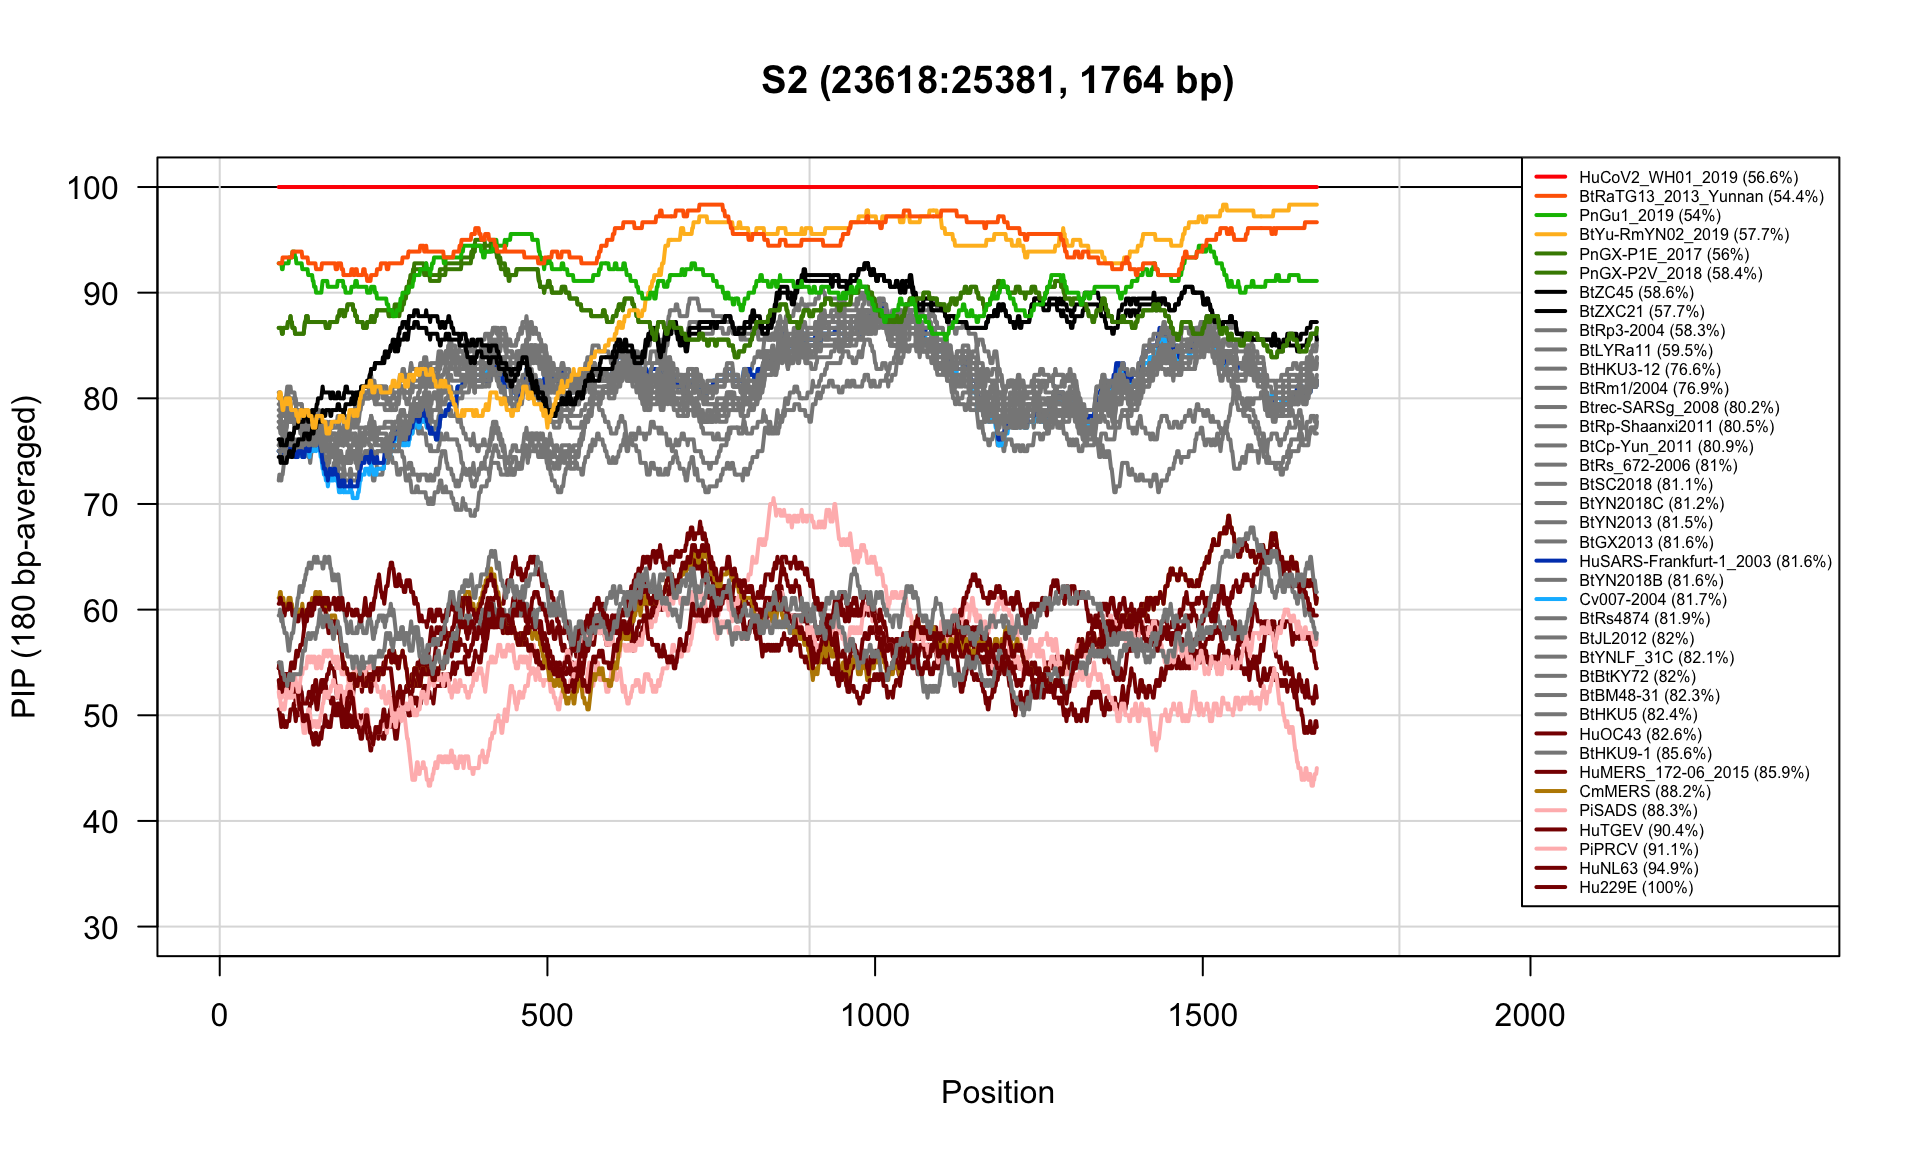 S2 (23618:25381, 1764 bp)
PIP (180 bp-averaged)
100
90
80
70
60
50
40
30
0
500
1000
1500
2000
Position
HuCoV2_WH01_2019 (56.6%)
BtRaTG13_2013_Yunnan (54.4%)
PnGu1_2019 (54%)
BtYu-RmYN02_2019 (57.7%)
PnGX-P1E_2017 (56%)
PnGX-P2V_2018 (58.4%)
BtZC45 (58.6%)
BtZXC21 (57.7%)
BtRp3-2004 (58.3%)
BtLYRa11 (59.5%)
BtHKU3-12 (76.6%)
BtRm1/2004 (76.9%)
Btrec-SARSg_2008 (80.2%)
BtRp-Shaanxi2011 (80.5%)
BtCp-Yun_2011 (80.9%)
BtRs_672-2006 (81%)
BtSC2018 (81.1%)
BtYN2018C (81.2%)
BtYN2013 (81.5%)
BtGX2013 (81.6%)
HuSARS-Frankfurt-1_2003 (81.6%)
BtYN2018B (81.6%)
Cv007-2004 (81.7%)
BtRs4874 (81.9%)
BtJL2012 (82%)
BtYNLF_31C (82.1%)
BtBtKY72 (82%)
BtBM48-31 (82.3%)
BtHKU5 (82.4%)
HuOC43 (82.6%)
BtHKU9-1 (85.6%)
HuMERS_172-06_2015 (85.9%)
CmMERS (88.2%)
PiSADS (88.3%)
HuTGEV (90.4%)
PiPRCV (91.1%)
HuNL63 (94.9%)
Hu229E (100%)